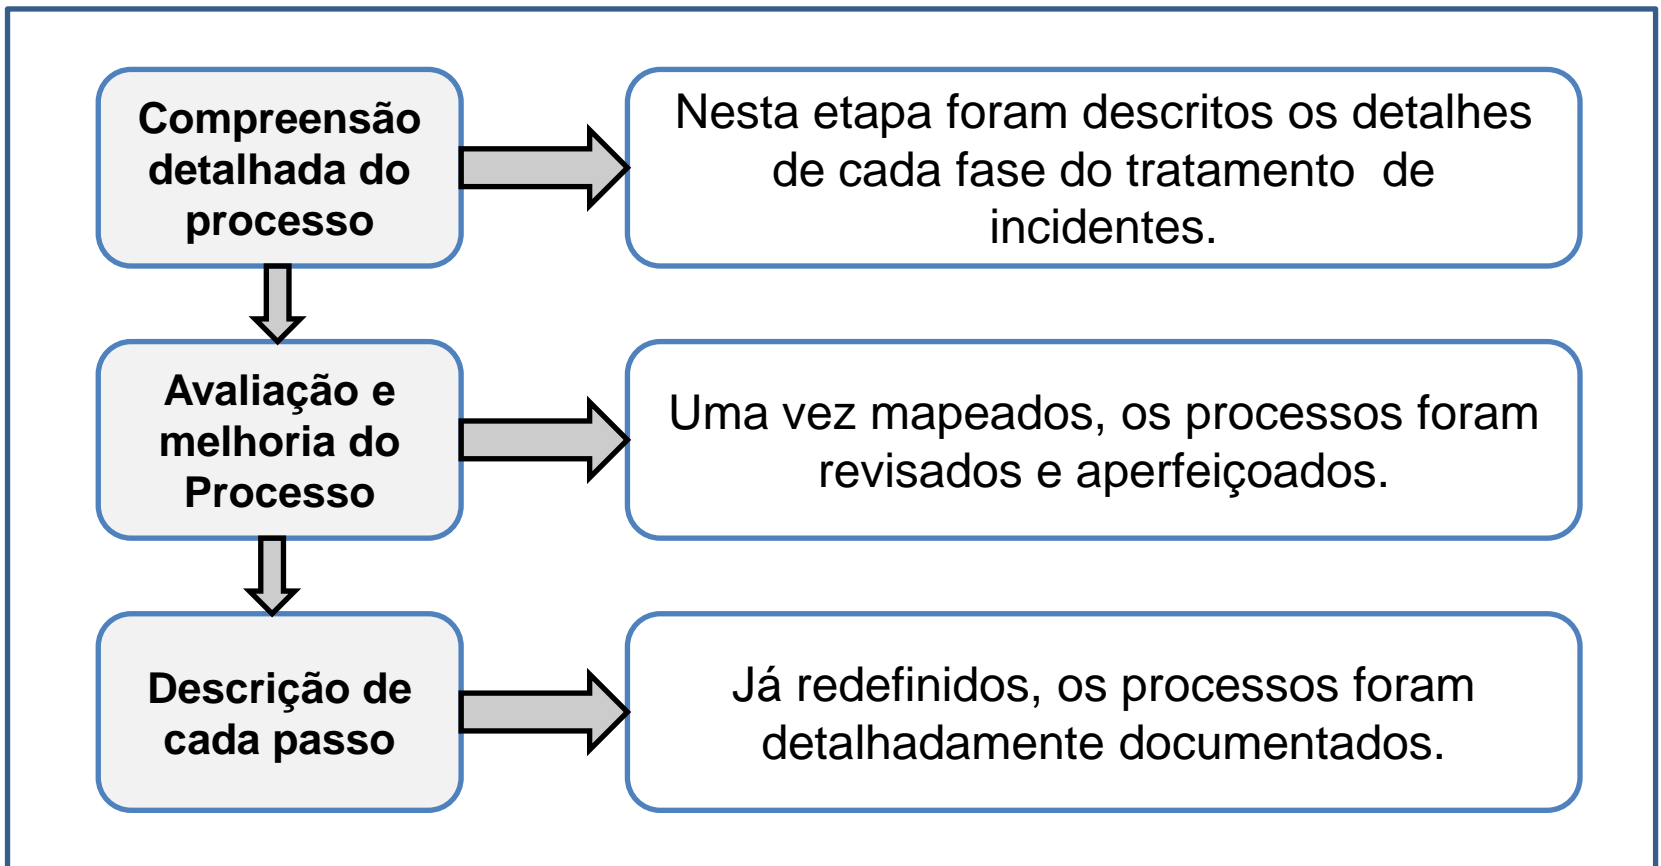 Compreensão
detalhada do
processo
Nesta etapa foram descritos os detalhes
de cada fase do tratamento  de
incidentes.
Avaliação e
melhoria do
Processo
Uma vez mapeados, os processos foram
revisados e aperfeiçoados.
Descrição de
cada passo
Já redefinidos, os processos foram
detalhadamente documentados.